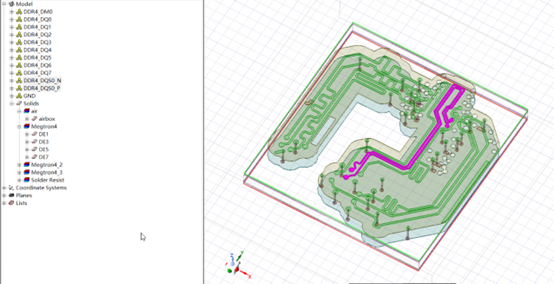 Model
DDR4_DM0
DDR4_DQ0
DDR4_DQ1
DDR4_DQ2
DDR4_DQ3
DDR4_DQ4
DDR4_DQ5
DDR4_DQ6
DDR4_DQ7
DDR4_DQS0_N
DDR4_DQS0_P
GND
Solids
air
airbox
Megtron4
DE1
DE3
DE5
DE7
Megtron4_2
Megtron4_3
Solder Resist
Coordinate Systems
Planes
Lists
Z
Y
X